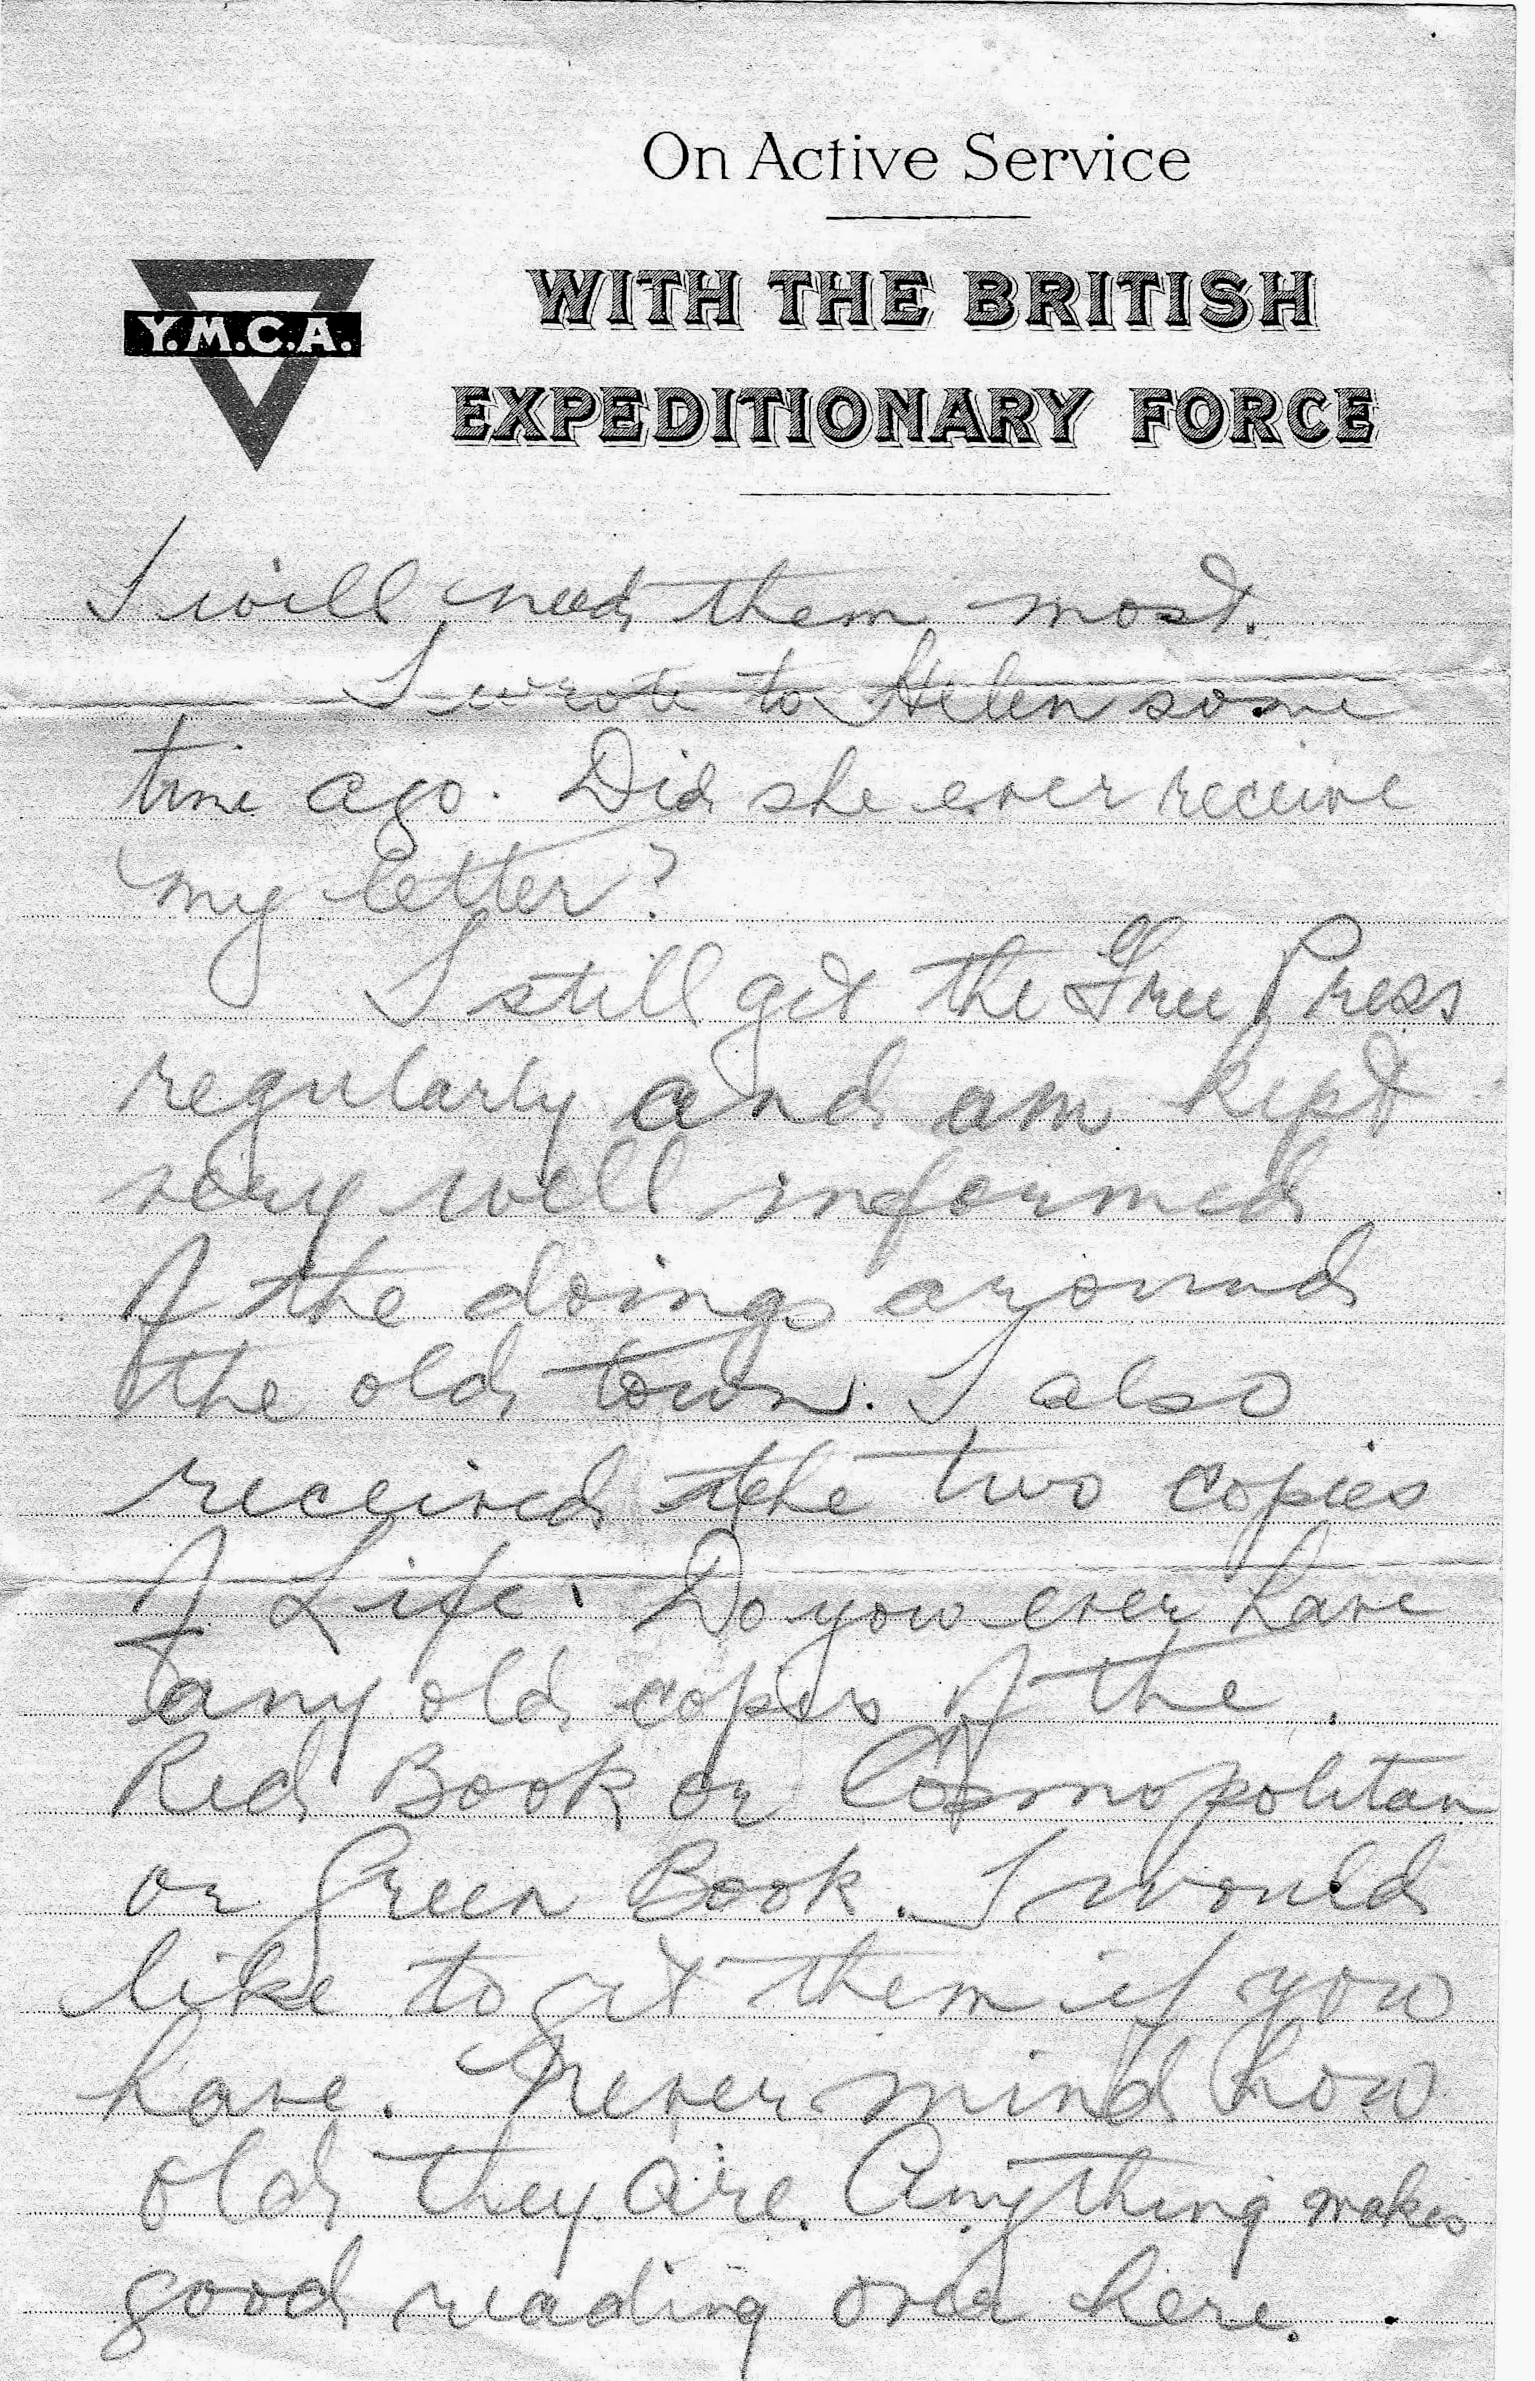 On Active Service
WITH THE BRITISH
Y.M.C.A.
EXPEDITIONARY FORCE
I will need them most.
I wrote to Helen some
time ago. Did she ever receive
my letter?
I still get the Free Press
regularly and am kept
very well informed
of the doings around
the old town. I also
received the two copies
of Life. Do you ever have
any old copies of the
Red Book or Cosmopolitan
or Green Book. I would
like to get them if you
have. Never mind how
old they are. Anything makes
good reading over here.